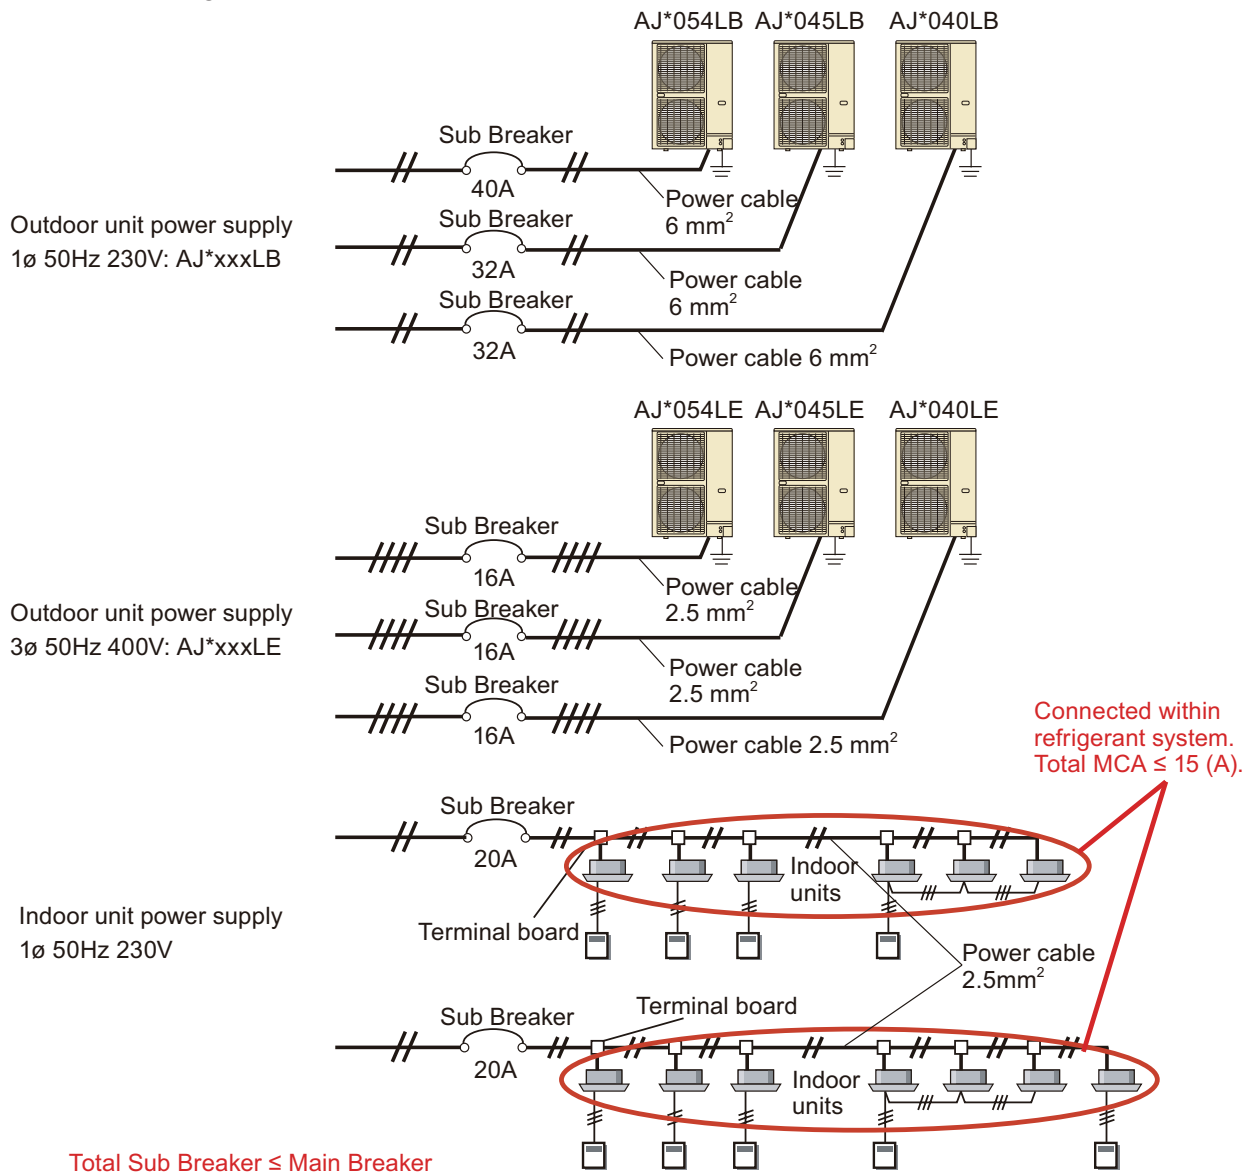 AJ*054LB AJ*045LB AJ*040LB
Sub Breaker
40A
Power cable
6 mm²
Outdoor unit power supply
1ø 50Hz 230V: AJ*xxxLB
Sub Breaker
32A
Power cable
6 mm²
Sub Breaker
32A
Power cable 6 mm²
AJ*054LE AJ*045LE AJ*040LE
Sub Breaker
16A
Power cable
2.5 mm²
Outdoor unit power supply
3ø 50Hz 400V: AJ*xxxLE
Sub Breaker
16A
Power cable
2.5 mm²
Sub Breaker
16A
Power cable 2.5 mm²
Connected within
refrigerant system.
Total MCA ≤ 15 (A).
Sub Breaker
20A
Indoor
units
Terminal board
Indoor unit power supply
1ø 50Hz 230V
Power cable
2.5mm²
Sub Breaker
20A
Terminal board
Indoor
units
Total Sub Breaker ≤ Main Breaker